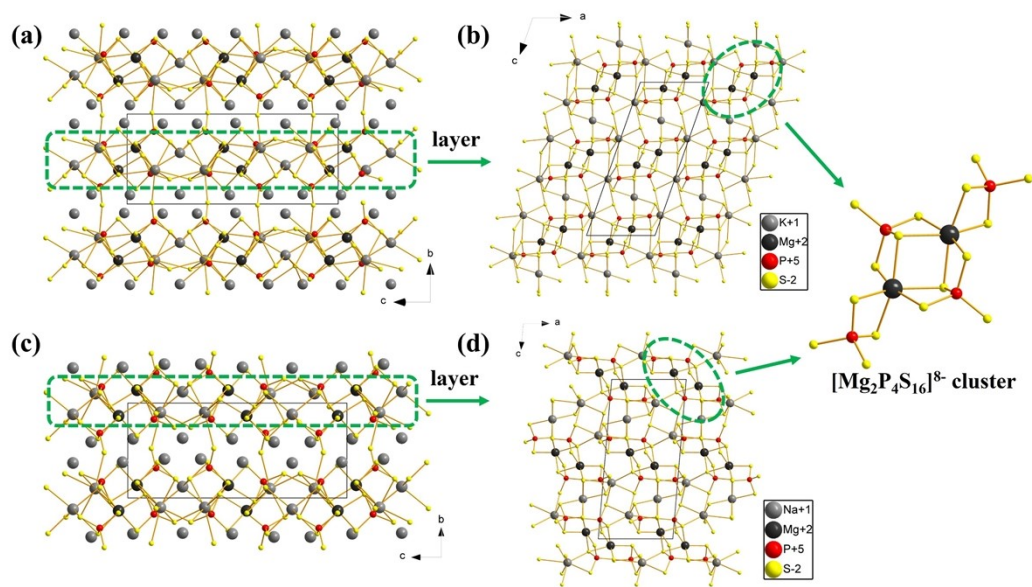 (a)
layer
b
c
(b)
a
c
K+1
Mg+2
P+5
S-2
[Mg₂P₄S₁₆]⁸⁻ cluster
(c)
layer
b
c
(d)
a
c
Na+1
Mg+2
P+5
S-2